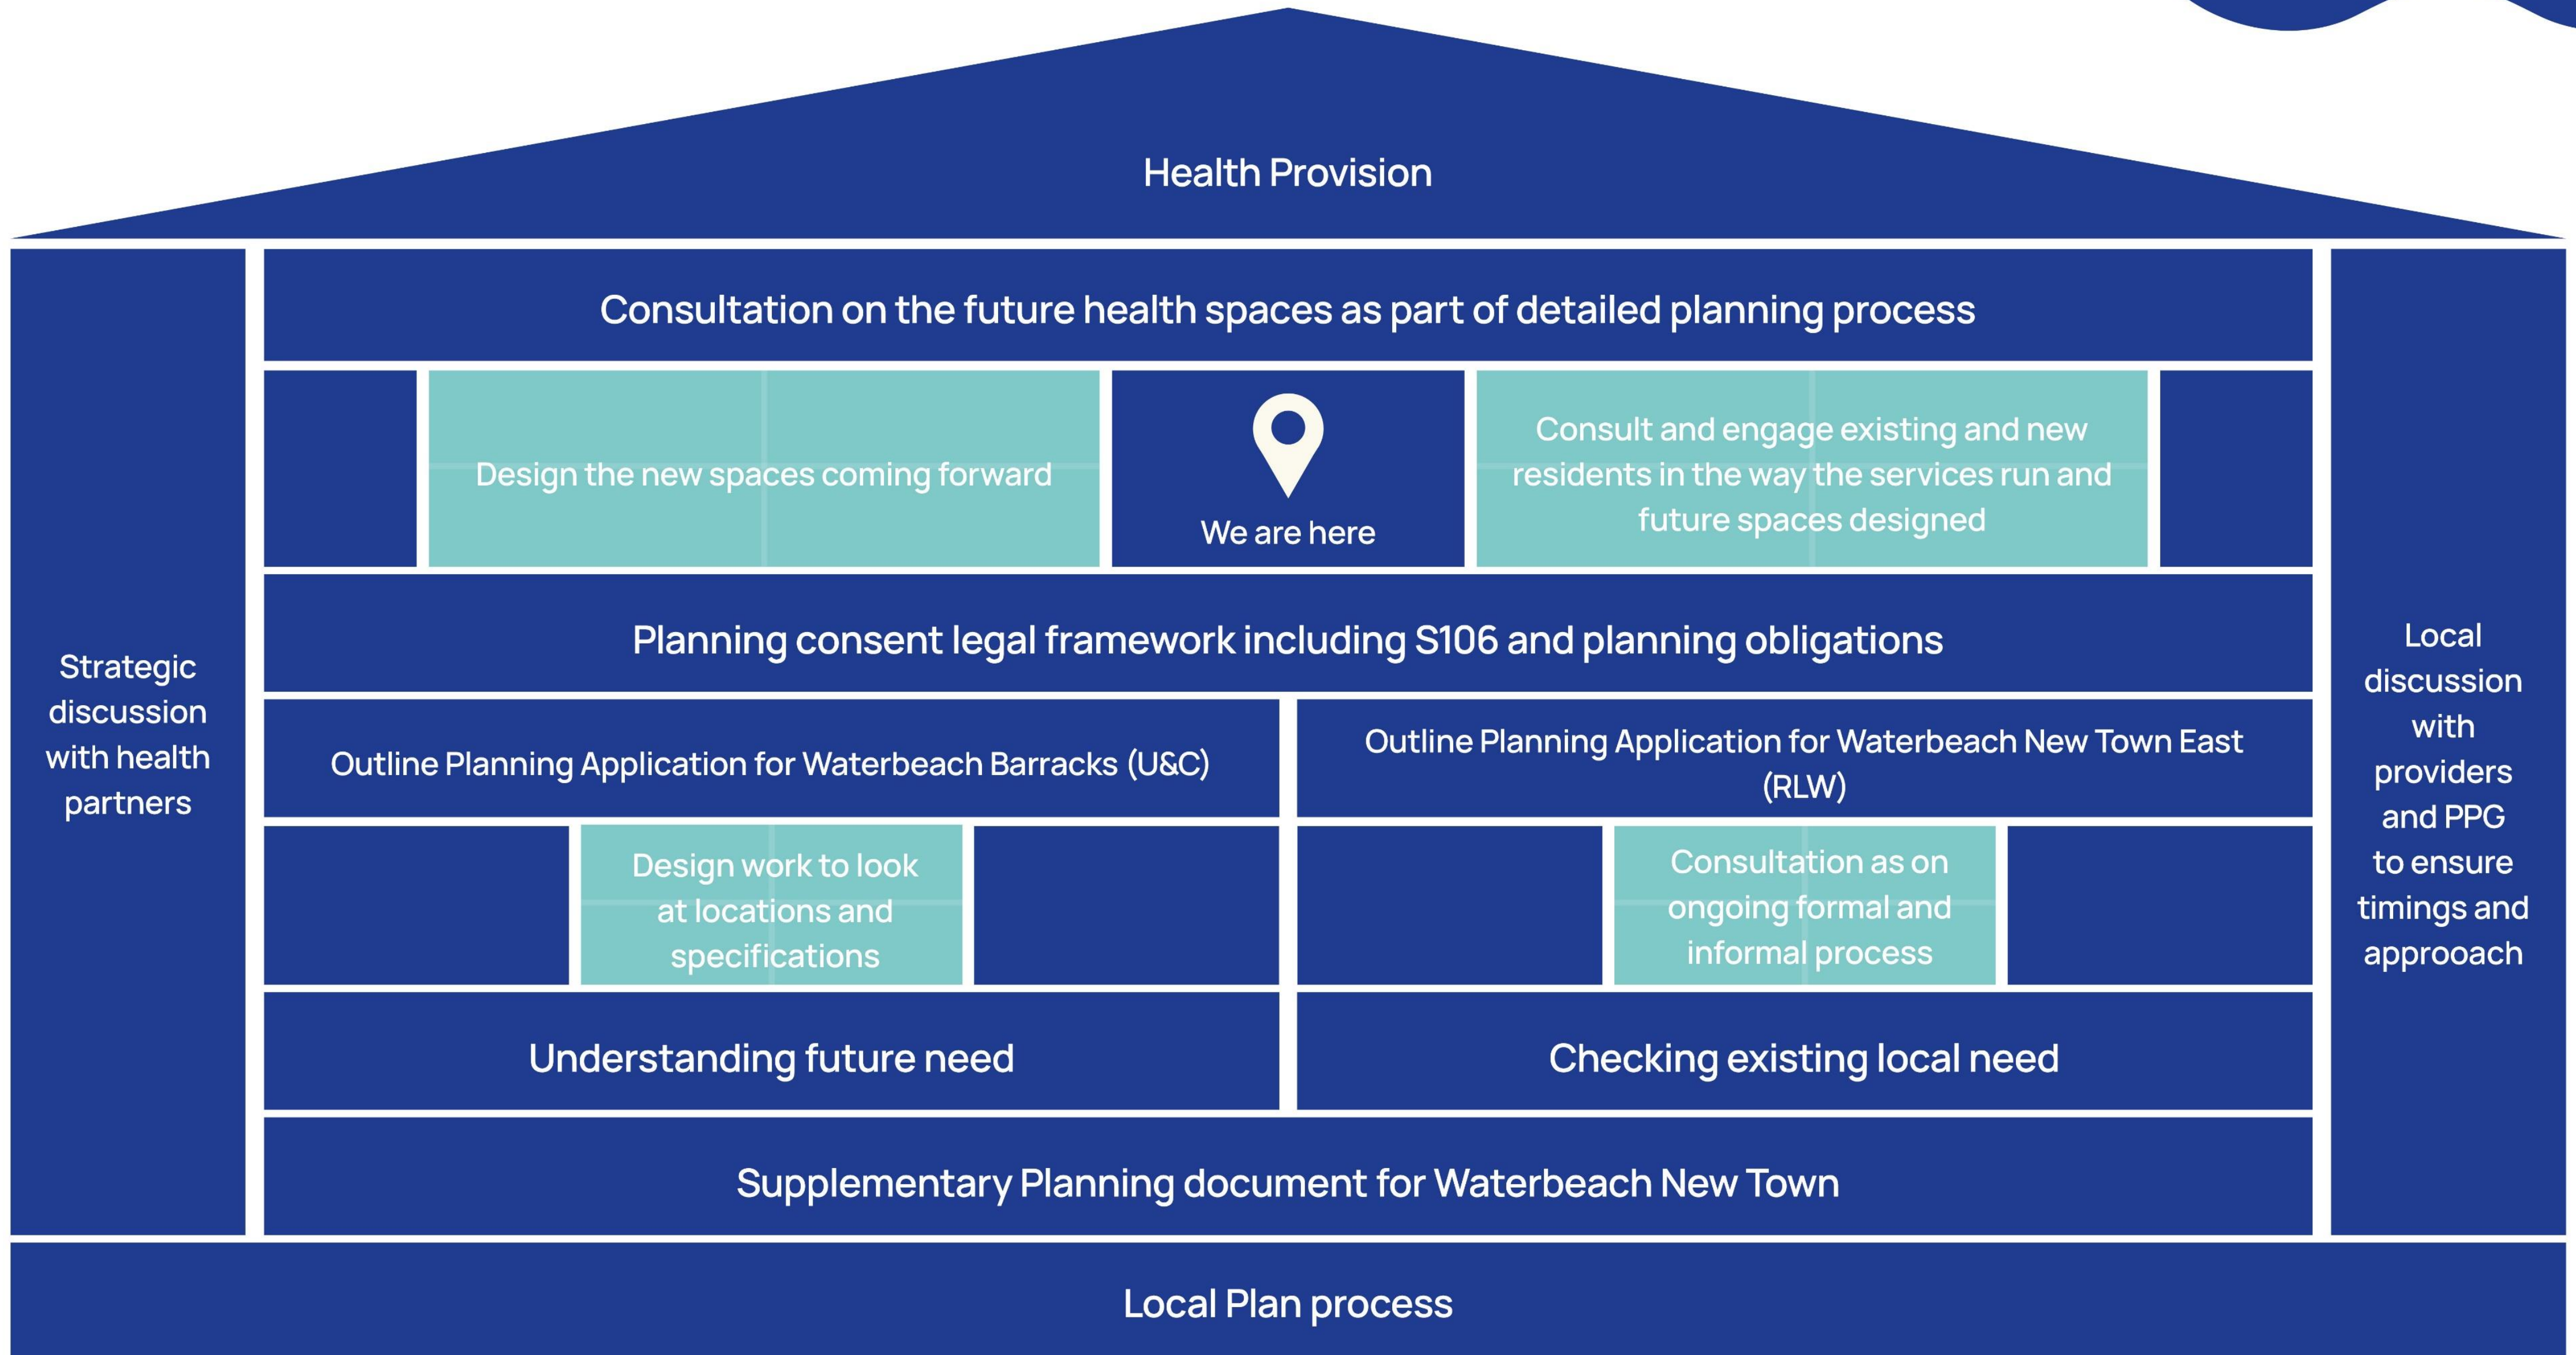 Health Provision
Consultation on the future health spaces as part of detailed planning process
Design the new spaces coming forward
We are here
Consult and engage existing and new
residents in the way the services run and
future spaces designed
Planning consent legal framework including S106 and planning obligations
Strategic
discussion
with health
partners
Outline Planning Application for Waterbeach Barracks (U&C)
Outline Planning Application for Waterbeach New Town East
(RLW)
Local
discussion
with
providers
and PPG
to ensure
timings and
approoach
Design work to look
at locations and
specifications
Consultation as on
ongoing formal and
informal process
Understanding future need
Checking existing local need
Supplementary Planning document for Waterbeach New Town
Local Plan process